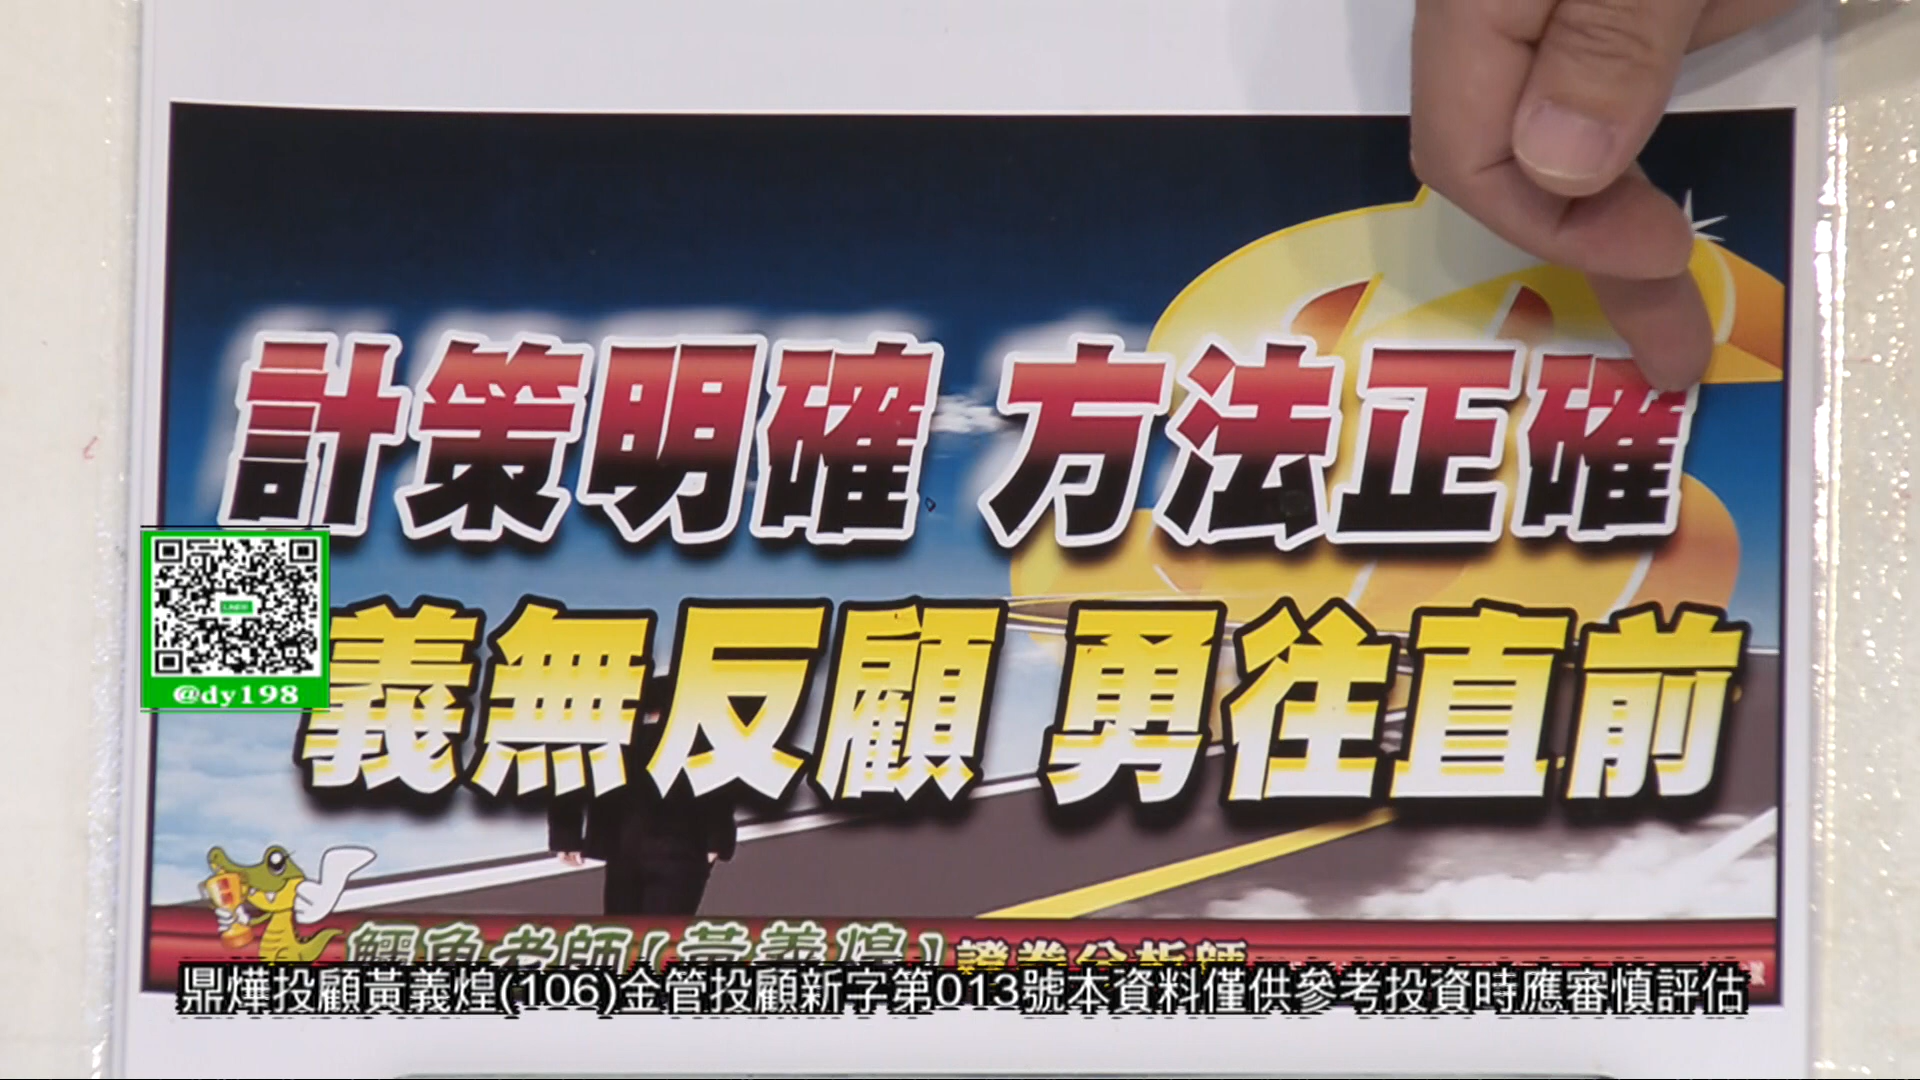 計策明確 方法正確
義無反顧 勇往直前
LINE
@dy198
鱷魚老師(黃義煌)證券分析師
鼎燁投顧黃義煌(106)金管投顧新字第013號本資料僅供參考投資時應審慎評估